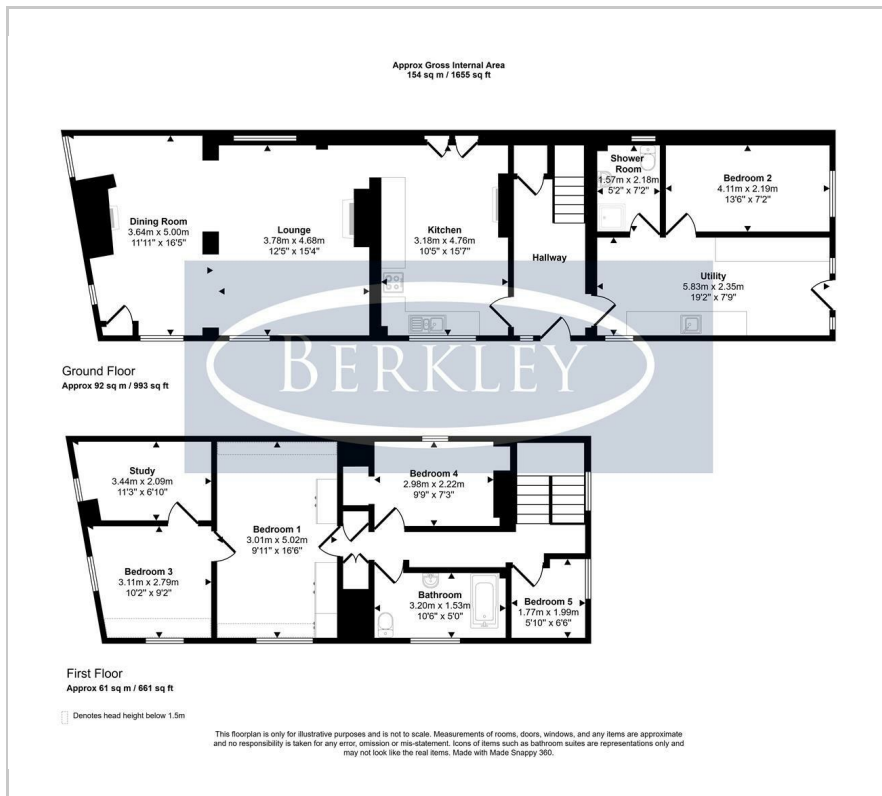 Approx Gross Internal Area
154 sq m / 1655 sq ft
Dining Room
3.64m x 5.00m
11'11" x 16'5"
Lounge
3.78m x 4.68m
12'5" x 15'4"
Kitchen
3.18m x 4.76m
10'5" x 15'7"
Hallway
Shower
Room
1.57m x 2.18m
5'2" x 7'2"
Bedroom 2
4.11m x 2.19m
13'6" x 7'2"
Utility
5.83m x 2.35m
19'2" x 7'9"
Ground Floor
Approx 92 sq m / 993 sq ft
BERKLEY
Study
3.44m x 2.09m
11'3" x 6'10"
Bedroom 3
3.11m x 2.79m
10'2" x 9'2"
Bedroom 1
3.01m x 5.02m
9'11" x 16'6"
Bedroom 4
2.98m x 2.22m
9'9" x 7'3"
Bathroom
3.20m x 1.53m
10'6" x 5'0"
Bedroom 5
1.77m x 1.99m
5'10" x 6'6"
First Floor
Approx 61 sq m / 661 sq ft
Denotes head height below 1.5m
This floorplan is only for illustrative purposes and is not to scale. Measurements of rooms, doors, windows, and any items are approximate
and no responsibility is taken for any error, omission or mis-statement. Icons of items such as bathroom suites are representations only and
may not look like the real items. Made with Made Snappy 360.